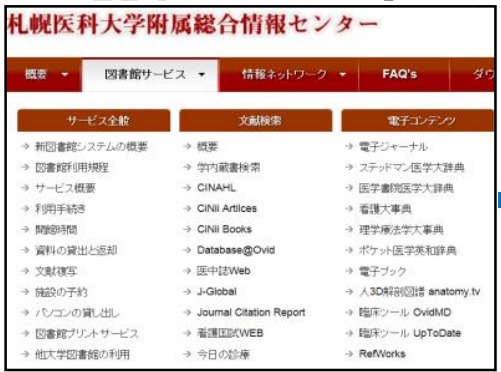 札幌医科大学附属総合情報センター
概要 図書館サービス 情報ネットワーク FAQ's ダウ
サービス全般
新図書館システムの概要
図書館利用規程
サービス概要
利用手続き
開館時間
資料の貸出と返却
文献複写
施設の予約
パソコンの貸し出し
図書館プリントサービス
他大学図書館の利用
文献検索
概要
学内蔵書検索
CINAHL
CiNii Artilces
CiNii Books
Database@Ovid
医中誌Web
J-Global
Journal Citation Report
看護国試WEB
今日の診療
電子コンテンツ
電子ジャーナル
ステッドマン医学大辞典
医学書院医学大辞典
看護大事典
理学療法学大事典
ポケット医学英和辞典
電子ブック
人3D解剖図譜 anatomy.tv
臨床ツール OvidMD
臨床ツール UpToDate
RefWorks